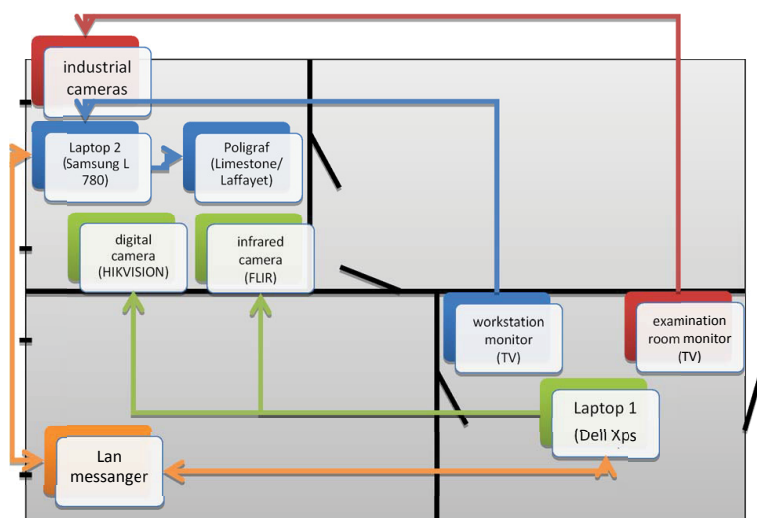 industrial
cameras
Laptop 2
(Samsung L
780)
Poligraf
(Limestone/
Laffayet)
digital
camera
(HIKVISION)
infrared
camera
(FLIR)
workstation
monitor
(TV)
examination
room monitor
(TV)
Laptop 1
(Dell Xps
Lan
messanger